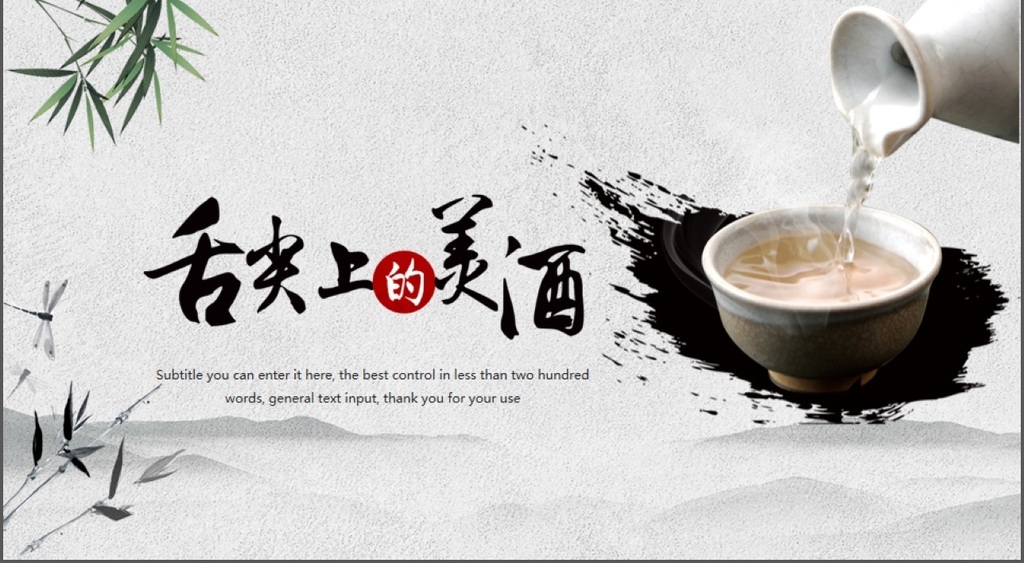 舌尖上的美酒
Subtitle you can enter it here, the best control in less than two hundred
words, general text input, thank you for your use